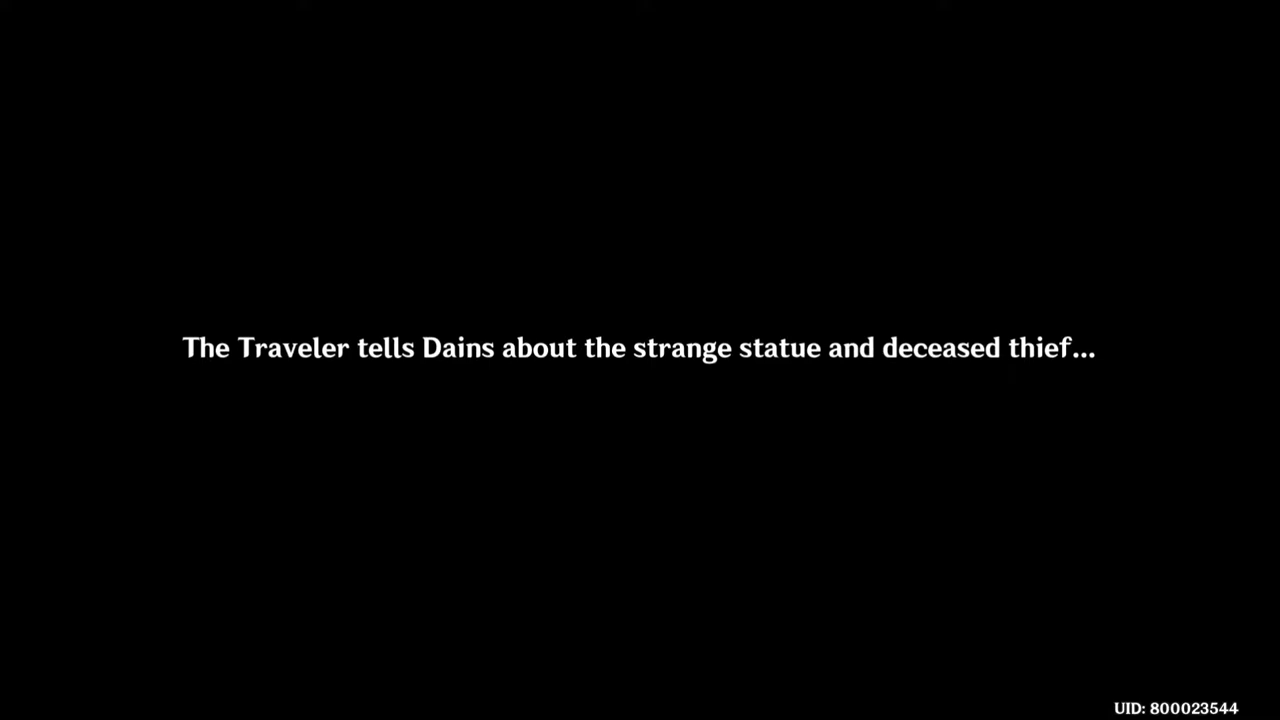 The Traveler tells Dains about the strange statue and deceased thief...
UID: 800023544